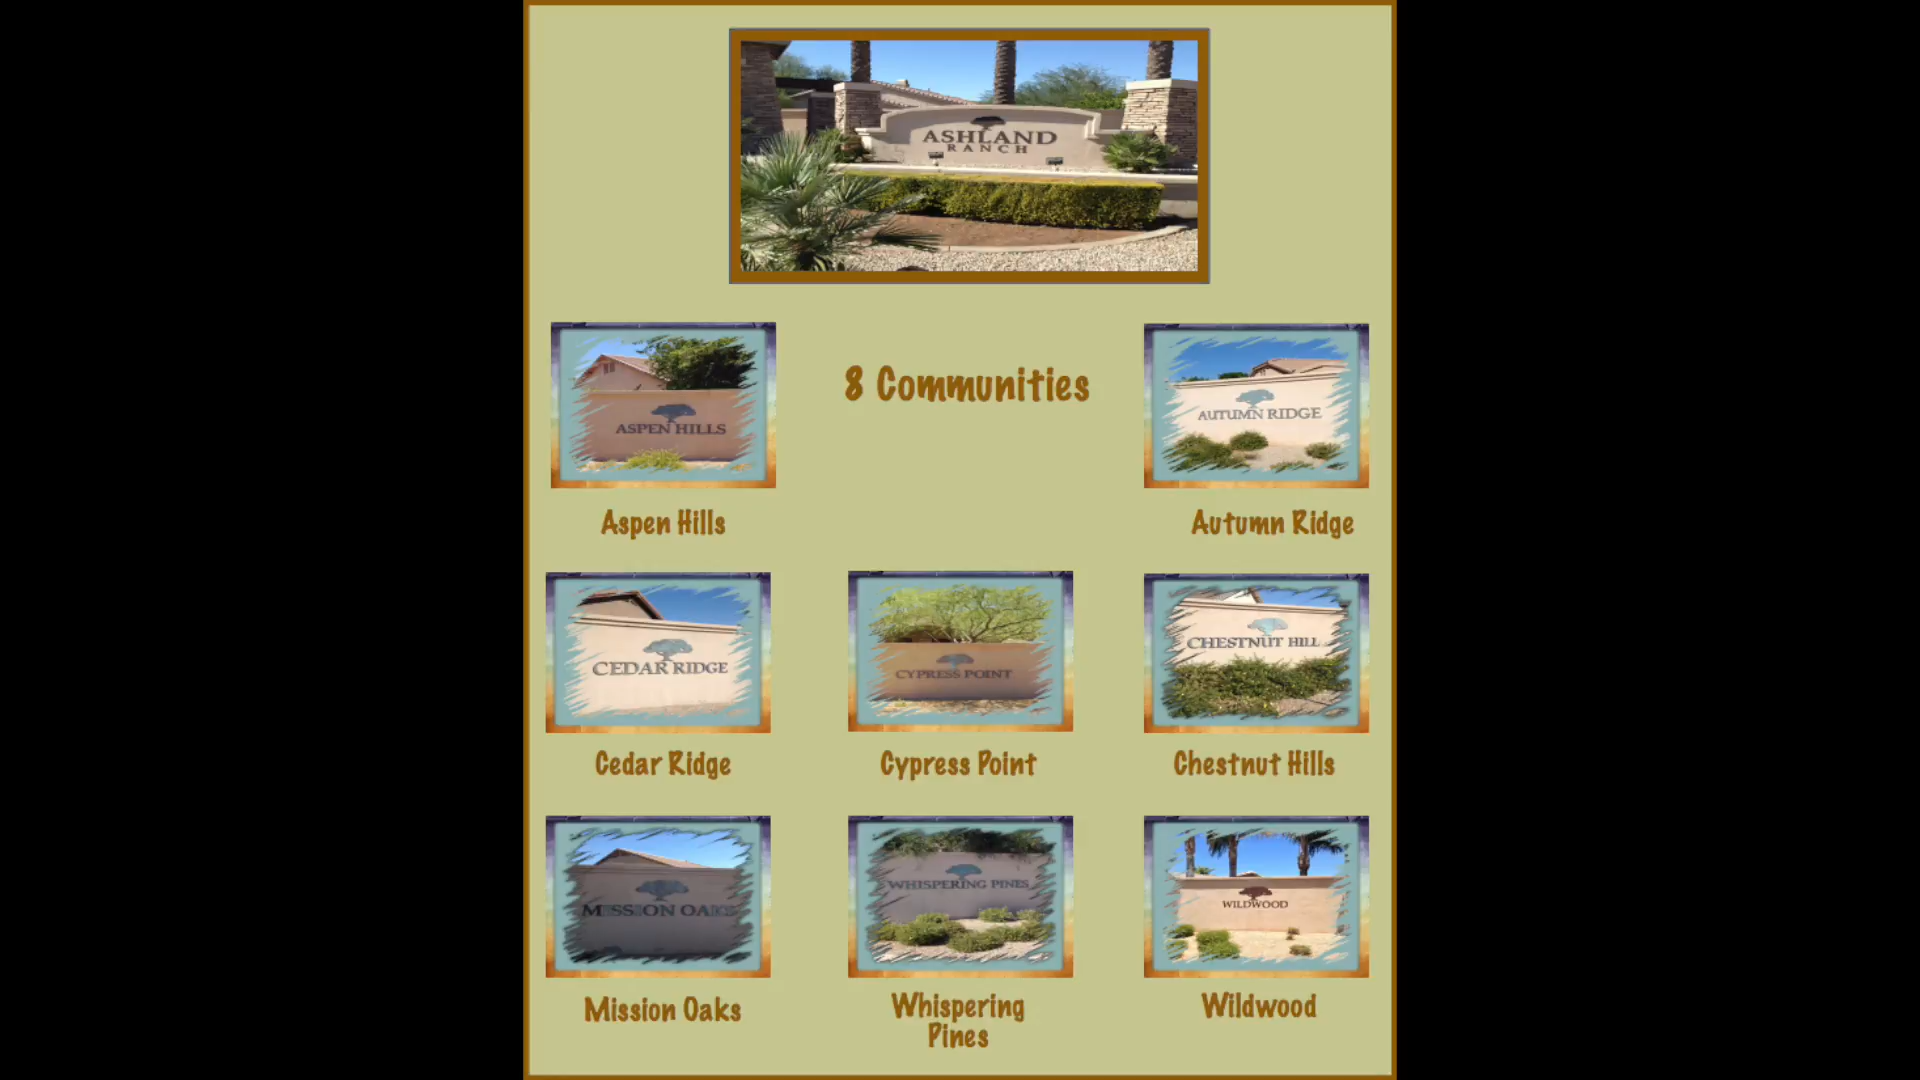 ASHLAND
RANCH
8 Communities
ASPEN HILLS
AUTUMN RIDGE
Aspen Hills
Autumn Ridge
CEDAR RIDGE
CYPRESS POINT
CHESTNUT HILL
Cedar Ridge
Cypress Point
Chestnut Hills
MISSION OAKS
WHISPERING PINES
WILDWOOD
Mission Oaks
Whispering
Pines
Wildwood